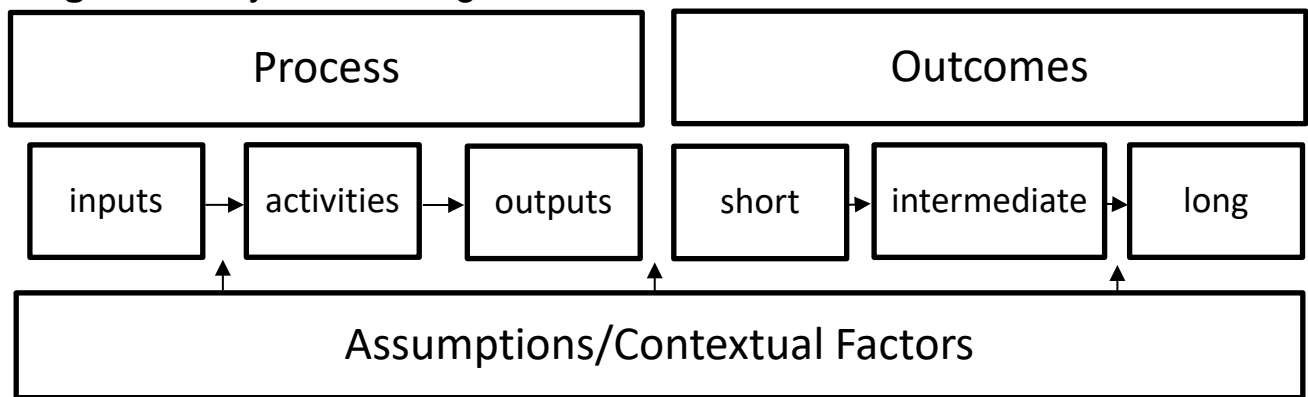 Process Outcomes
inputs activities outputs short intermediate long
Assumptions/Contextual Factors